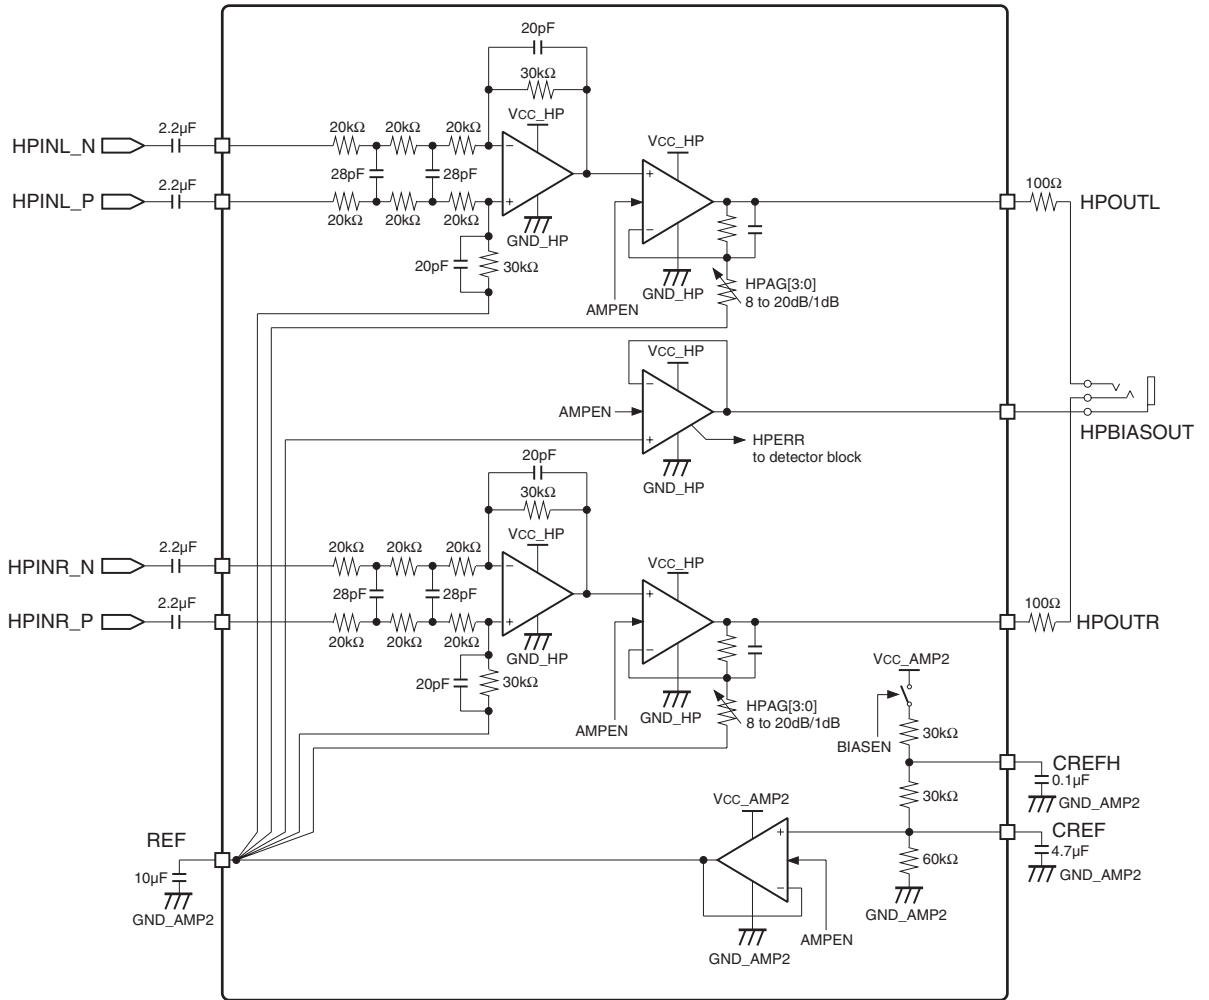 20pF
30kΩ
VCC_HP
HPINL_N
2.2μF
20kΩ 20kΩ 20kΩ
VCC_HP
28pF 28pF
HPINL_P
2.2μF
20kΩ 20kΩ 20kΩ
100Ω
HPOUTL
GND_HP
20pF
30kΩ
GND_HP
HPAG[3:0]
8 to 20dB/1dB
AMPEN
VCC_HP
AMPEN
HPBIASOUT
HPERR
to detector block
GND_HP
20pF
30kΩ
VCC_HP
HPINR_N
2.2μF
20kΩ 20kΩ 20kΩ
VCC_HP
28pF 28pF
HPINR_P
2.2μF
20kΩ 20kΩ 20kΩ
100Ω
HPOUTR
GND_HP
20pF
30kΩ
VCC_AMP2
GND_HP
HPAG[3:0]
8 to 20dB/1dB
AMPEN
BIASEN
30kΩ
CREFH
0.1μF
GND_AMP2
30kΩ
VCC_AMP2
CREF
4.7μF
GND_AMP2
60kΩ
GND_AMP2
REF
10μF
GND_AMP2
AMPEN
GND_AMP2
+
−